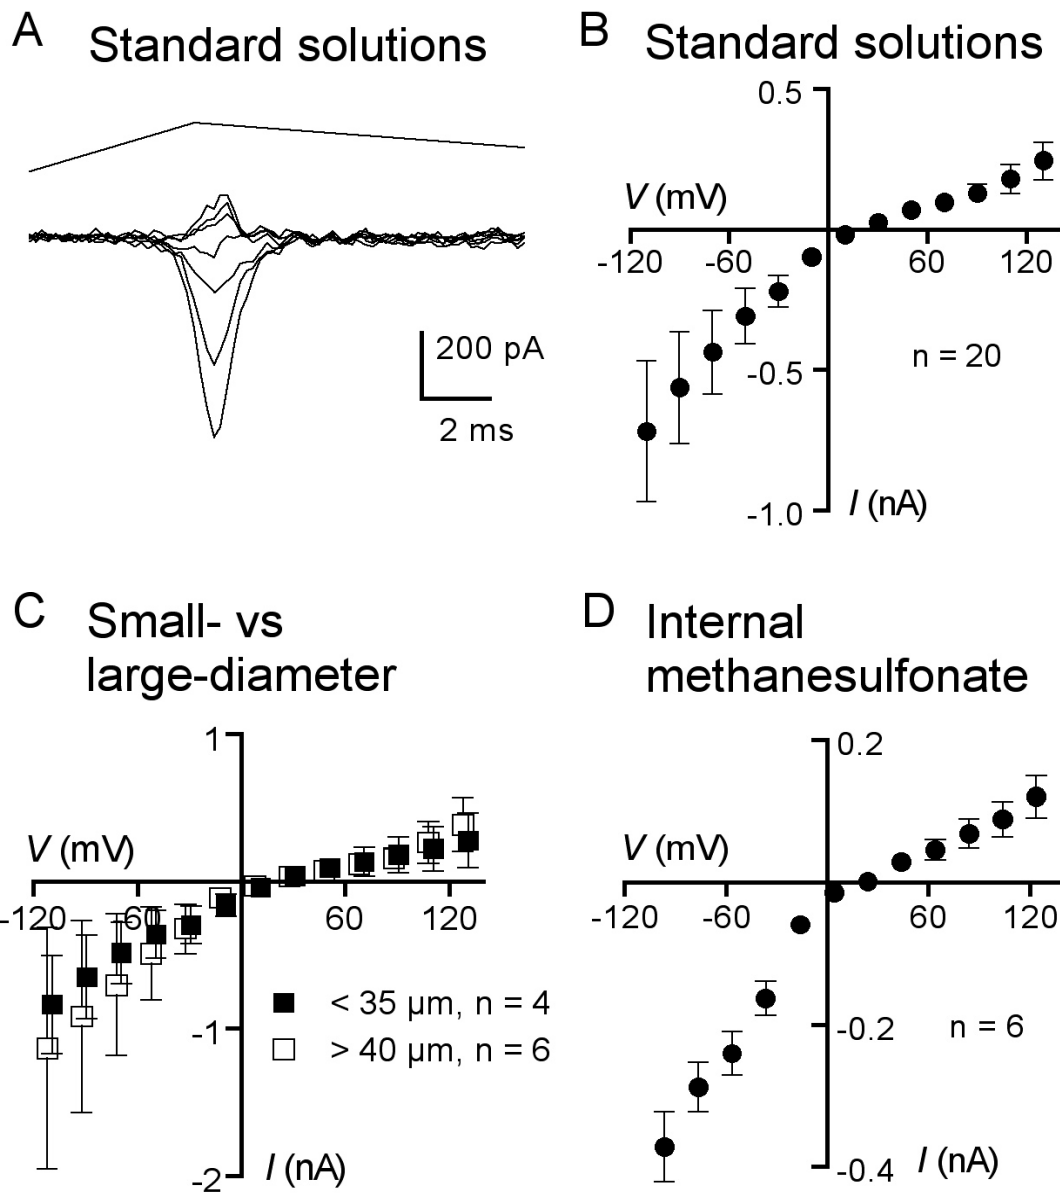 A
Standard solutions
200 pA
2 ms
B
Standard solutions
0.5
V (mV)
-120
-60
60
120
-0.5
n = 20
-1.0
I (nA)
C
Small- vs
large-diameter
1
V (mV)
-120
-60
60
120
< 35 µm, n = 4
-1
> 40 µm, n = 6
-2
I (nA)
D
Internal
methanesulfonate
0.2
V (mV)
-120
-60
60
120
-0.2
n = 6
-0.4
I (nA)